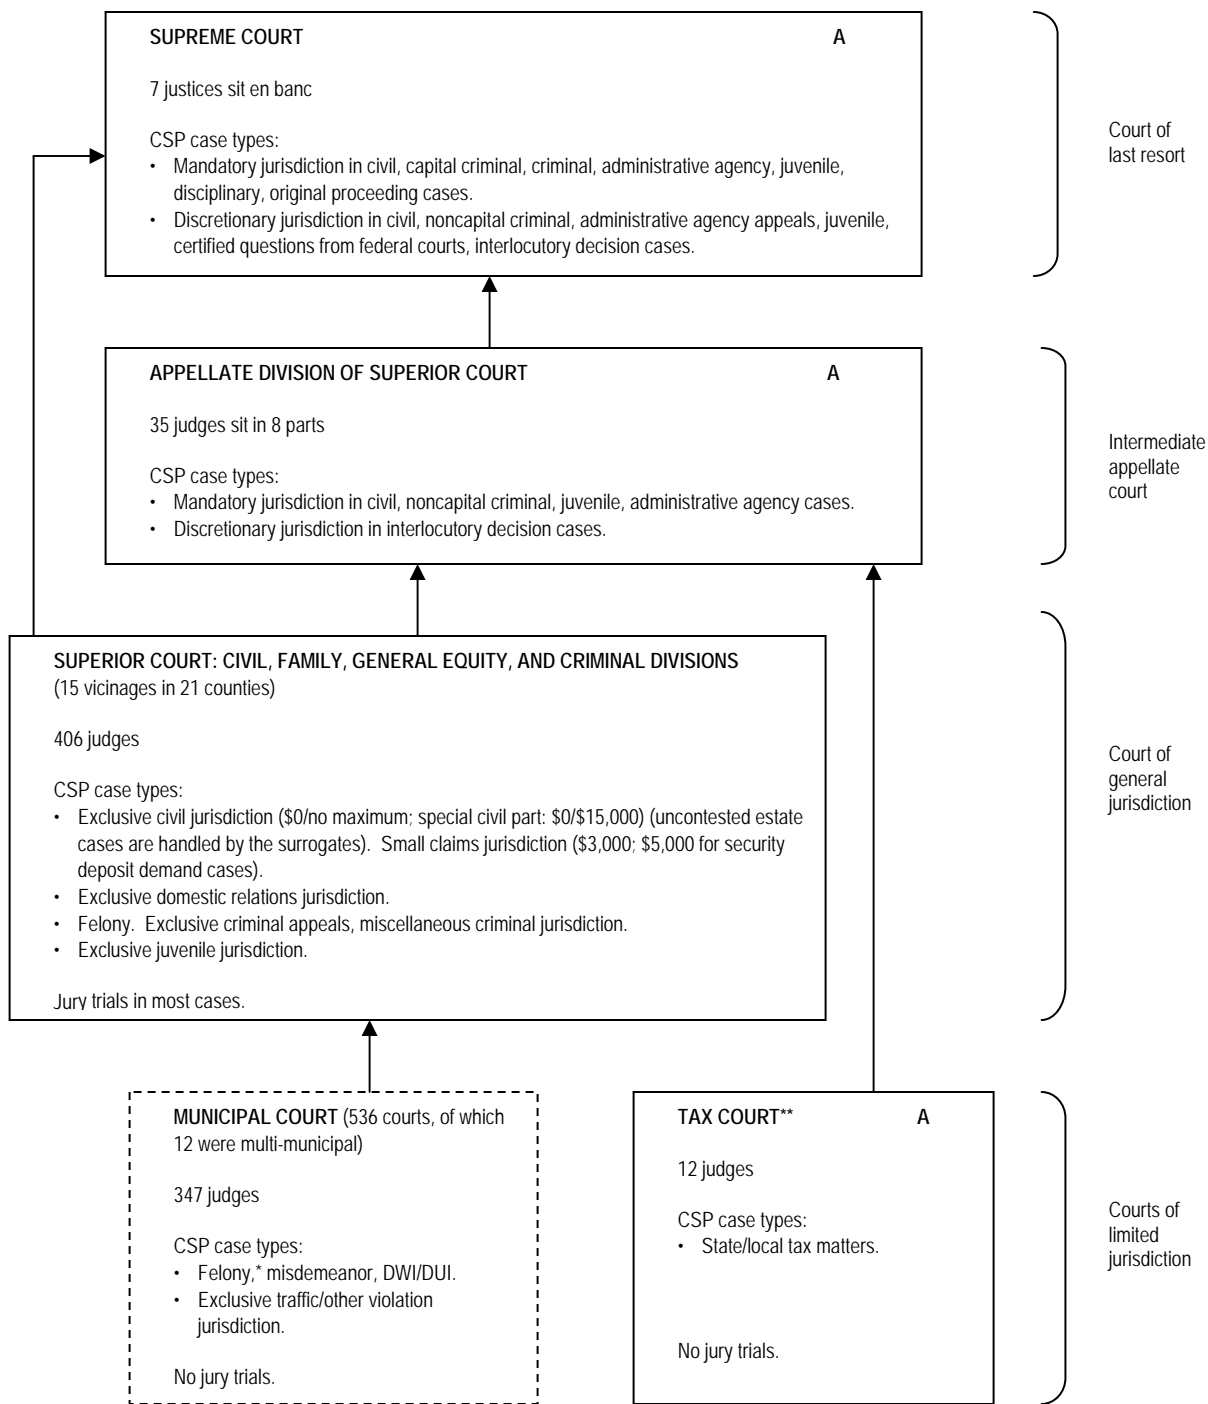 SUPREME COURT A
7 justices sit en banc
CSP case types:
• Mandatory jurisdiction in civil, capital criminal, criminal, administrative agency, juvenile,
disciplinary, original proceeding cases.
• Discretionary jurisdiction in civil, noncapital criminal, administrative agency appeals, juvenile,
certified questions from federal courts, interlocutory decision cases.
Court of
last resort
APPELLATE DIVISION OF SUPERIOR COURT A
35 judges sit in 8 parts
CSP case types:
• Mandatory jurisdiction in civil, noncapital criminal, juvenile, administrative agency cases.
• Discretionary jurisdiction in interlocutory decision cases.
Intermediate
appellate
court
SUPERIOR COURT: CIVIL, FAMILY, GENERAL EQUITY, AND CRIMINAL DIVISIONS
(15 vicinages in 21 counties)
406 judges
CSP case types:
• Exclusive civil jurisdiction ($0/no maximum; special civil part: $0/$15,000) (uncontested estate
cases are handled by the surrogates). Small claims jurisdiction ($3,000; $5,000 for security
deposit demand cases).
• Exclusive domestic relations jurisdiction.
• Felony. Exclusive criminal appeals, miscellaneous criminal jurisdiction.
• Exclusive juvenile jurisdiction.
Jury trials in most cases.
Court of
general
jurisdiction
MUNICIPAL COURT (536 courts, of which
12 were multi-municipal)
347 judges
CSP case types:
• Felony,* misdemeanor, DWI/DUI.
• Exclusive traffic/other violation
jurisdiction.
No jury trials.
TAX COURT** A
12 judges
CSP case types:
• State/local tax matters.
No jury trials.
Courts of
limited
jurisdiction